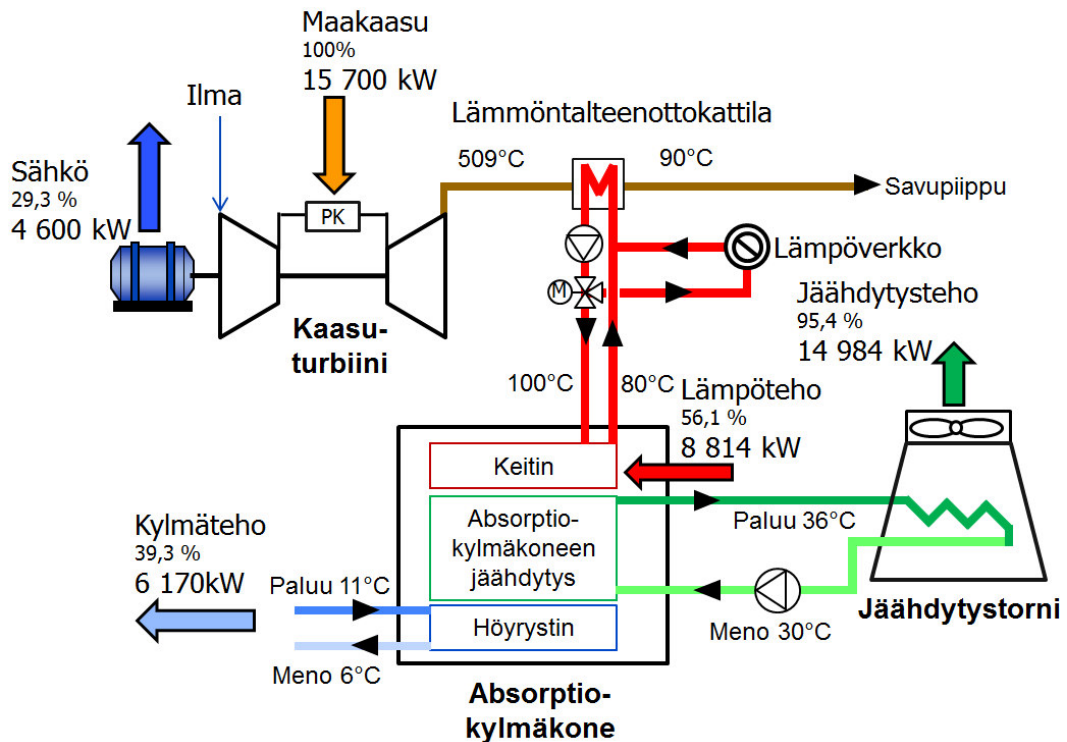 Maakaasu
100%
15 700 kW
Ilma
Sähkö
29,3 %
4 600 kW
PK
Kaasu-
turbiini
Lämmöntalteenottokattila
509°C
90°C
Savupiippu
Lämpöverkko
M
100°C
80°C
Jäähdytysteho
95,4 %
14 984 kW
Lämpöteho
56,1 %
8 814 kW
Keitin
Absorptio-
kylmäkoneen
jäähdytys
Höyrystin
Paluu 36°C
Meno 30°C
Jäähdytystorni
Kylmäteho
39,3 %
6 170kW
Paluu 11°C
Meno 6°C
Absorptio-
kylmäkone